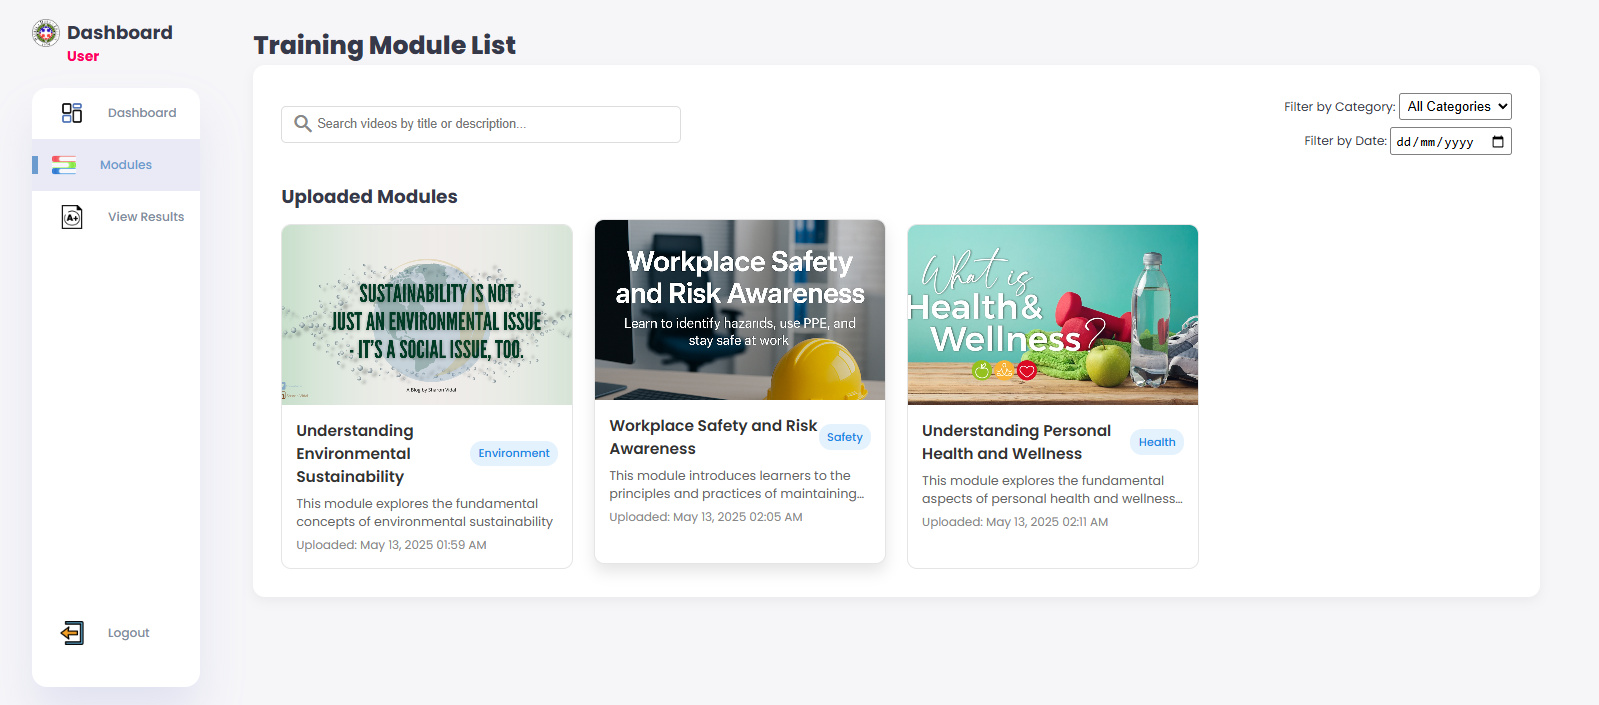 Dashboard
User
Dashboard
Modules
View Results
Logout
Training Module List
Search videos by title or description...
Filter by Category: All Categories
Filter by Date: dd/mm/yyyy
Uploaded Modules
SUSTAINABILITY IS NOT
JUST AN ENVIRONMENTAL ISSUE
- IT'S A SOCIAL ISSUE, TOO.
A Blog by Sharon Vidal
Understanding
Environmental
Sustainability
Environment
This module explores the fundamental
concepts of environmental sustainability
Uploaded: May 13, 2025 01:59 AM
Workplace Safety
and Risk Awareness
Learn to identify hazards, use PPE, and
stay safe at work
Workplace Safety and Risk
Awareness
Safety
This module introduces learners to the
principles and practices of maintaining...
Uploaded: May 13, 2025 02:05 AM
What is
Health&
Wellness?
Understanding Personal
Health and Wellness
Health
This module explores the fundamental
aspects of personal health and wellness...
Uploaded: May 13, 2025 02:11 AM